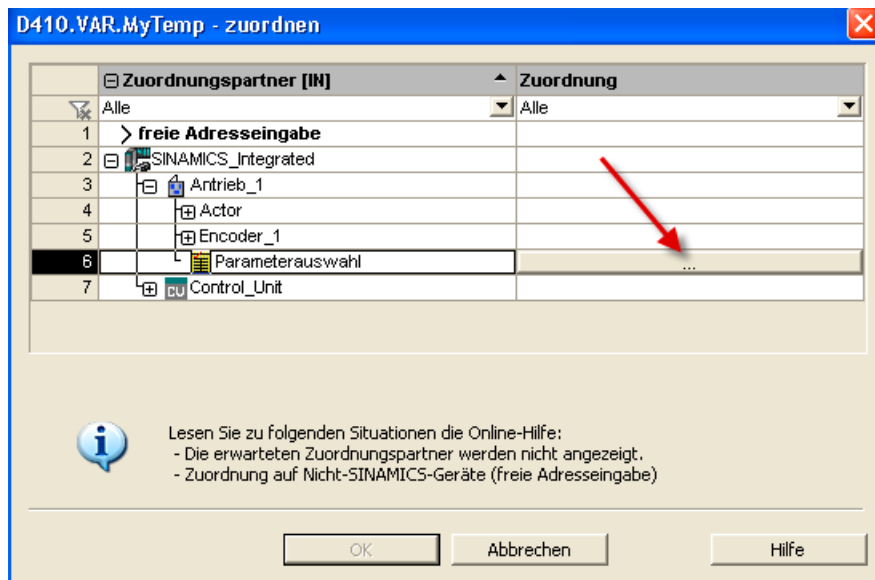 D410.VAR.MyTemp - zuordnen
Zuordnungspartner [IN] Zuordnung
Alle Alle
1 freie Adresseingabe
2 SINAMICS_Integrated
3 Antrieb_1
4 Actor
5 Encoder_1
6 Parameterauswahl ...
7 CU Control_Unit
Lesen Sie zu folgenden Situationen die Online-Hilfe:
- Die erwarteten Zuordnungspartner werden nicht angezeigt.
- Zuordnung auf Nicht-SINAMICS-Geräte (freie Adresseingabe)
OK Abbrechen Hilfe